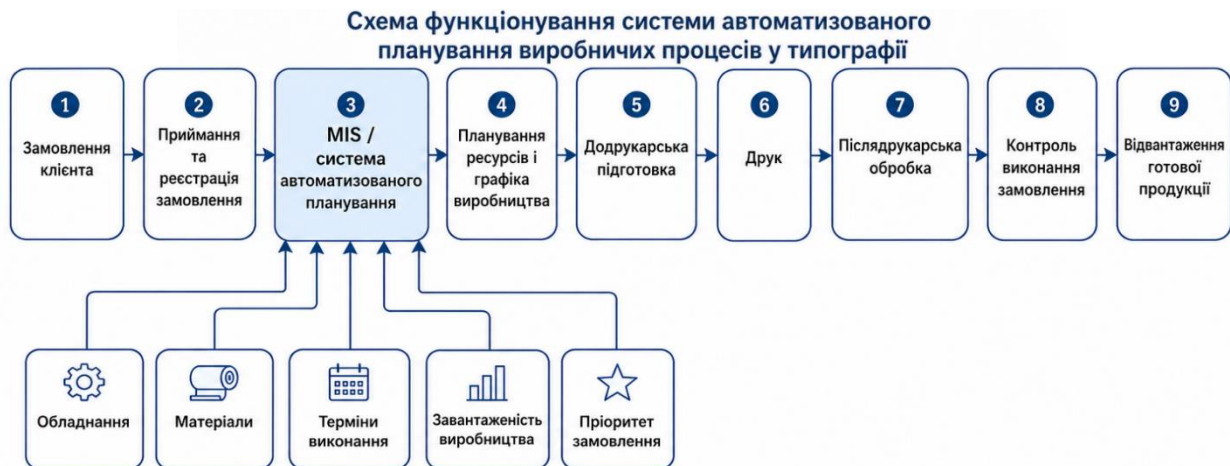 Схема функціонування системи автоматизованого
планування виробничих процесів у типографії
1
Замовлення
клієнта
2
Приймання
та
реєстрація
замовлення
3
MIS /
система
автоматизованого
планування
4
Планування
ресурсів і
графіка
виробництва
5
Додрукарська
підготовка
6
Друк
7
Післядрукарська
обробка
8
Контроль
виконання
замовлення
9
Відвантаження
готової
продукції
Обладнання
Матеріали
Терміни
виконання
Завантаженість
виробництва
Пріоритет
замовлення